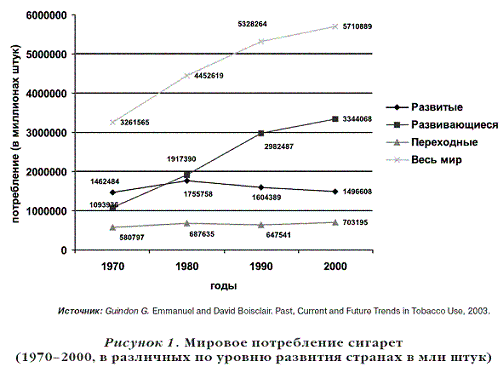 6000000
5000000
4000000
3000000
2000000
1000000
0
потребление (в миллионах штук)
5328264
5710889
4452619
3261565
3344068
2982487
1917390
1462484
1755758
1604389
1496608
580797
687635
647541
703195
1970 1980 1990 2000
годы
Развитые
Развивающиеся
Переходные
Весь мир
Источник: Guindon G. Emmanuel and David Boisclair. Past, Current and Future Trends in Tobacco Use, 2003.
Рисунок 1. Мировое потребление сигарет
(1970–2000, в различных по уровню развития странах в млн штук)